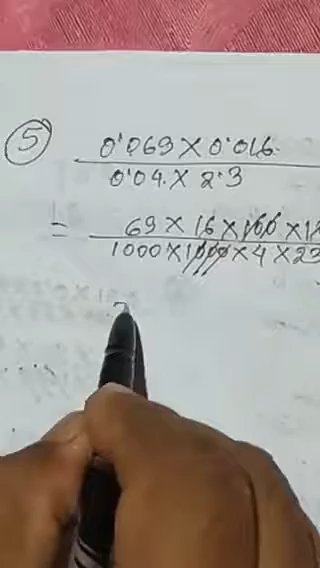 5
0.069 × 0.016
0.04 × 2.3
= 69 × 16 × 100 × 1
1000 × 1000 × 4 × 23